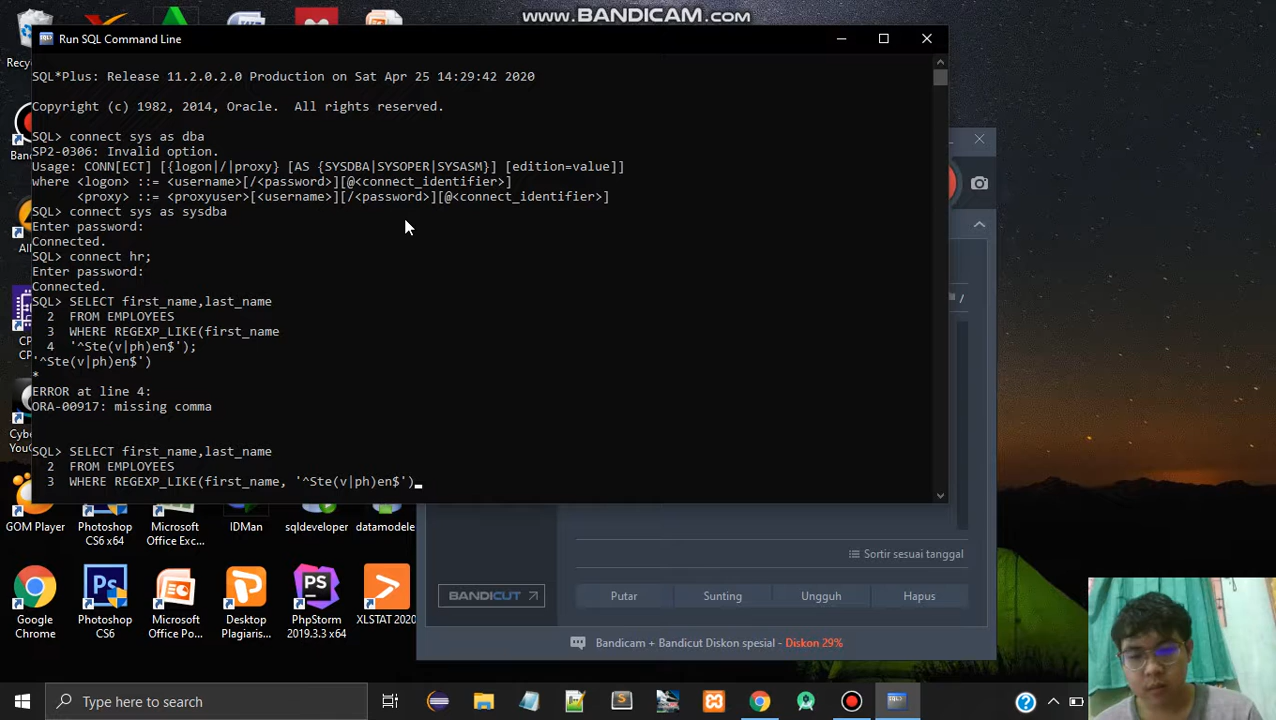 www.BANDICAM.com
Run SQL Command Line
SQL*Plus: Release 11.2.0.2.0 Production on Sat Apr 25 14:29:42 2020
Copyright (c) 1982, 2014, Oracle.  All rights reserved.
SQL> connect sys as dba
SP2-0306: Invalid option.
Usage: CONN[ECT] [{logon|/|proxy} [AS {SYSDBA|SYSOPER|SYSASM}] [edition=value]]
where <logon> ::= <username>[/<password>][@<connect_identifier>]
<proxy> ::= <proxyuser>[<username>][/<password>][@<connect_identifier>]
SQL> connect sys as sysdba
Enter password:
Connected.
SQL> connect hr;
Enter password:
Connected.
SQL> SELECT first_name,last_name
2  FROM EMPLOYEES
3  WHERE REGEXP_LIKE(first_name
4  '^Ste(v|ph)en$');
'^Ste(v|ph)en$')
*
ERROR at line 4:
ORA-00917: missing comma
SQL> SELECT first_name,last_name
2  FROM EMPLOYEES
3  WHERE REGEXP_LIKE(first_name, '^Ste(v|ph)en$')
GOM Player
Photoshop CS6 x64
Microsoft Office Exc...
IDMan
sqldeveloper
datamodele
Google Chrome
Photoshop CS6
Microsoft Office Po...
Desktop Plagiaris...
PhpStorm 2019.3.3 x64
XLSTAT 2020
Sortir sesuai tanggal
BANDICUT
Putar
Sunting
Ungguh
Hapus
Bandicam + Bandicut Diskon spesial - Diskon 29%
Type here to search